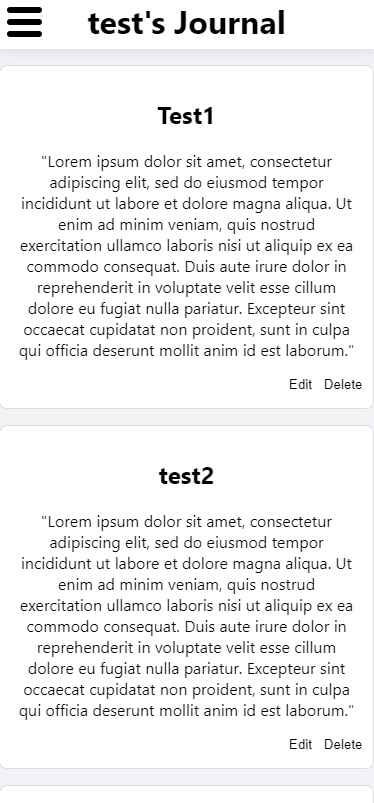 test's Journal
Test1
"Lorem ipsum dolor sit amet, consectetur
adipiscing elit, sed do eiusmod tempor
incididunt ut labore et dolore magna aliqua. Ut
enim ad minim veniam, quis nostrud
exercitation ullamco laboris nisi ut aliquip ex ea
commodo consequat. Duis aute irure dolor in
reprehenderit in voluptate velit esse cillum
dolore eu fugiat nulla pariatur. Excepteur sint
occaecat cupidatat non proident, sunt in culpa
qui officia deserunt mollit anim id est laborum."
Edit Delete
test2
"Lorem ipsum dolor sit amet, consectetur
adipiscing elit, sed do eiusmod tempor
incididunt ut labore et dolore magna aliqua. Ut
enim ad minim veniam, quis nostrud
exercitation ullamco laboris nisi ut aliquip ex ea
commodo consequat. Duis aute irure dolor in
reprehenderit in voluptate velit esse cillum
dolore eu fugiat nulla pariatur. Excepteur sint
occaecat cupidatat non proident, sunt in culpa
qui officia deserunt mollit anim id est laborum."
Edit Delete